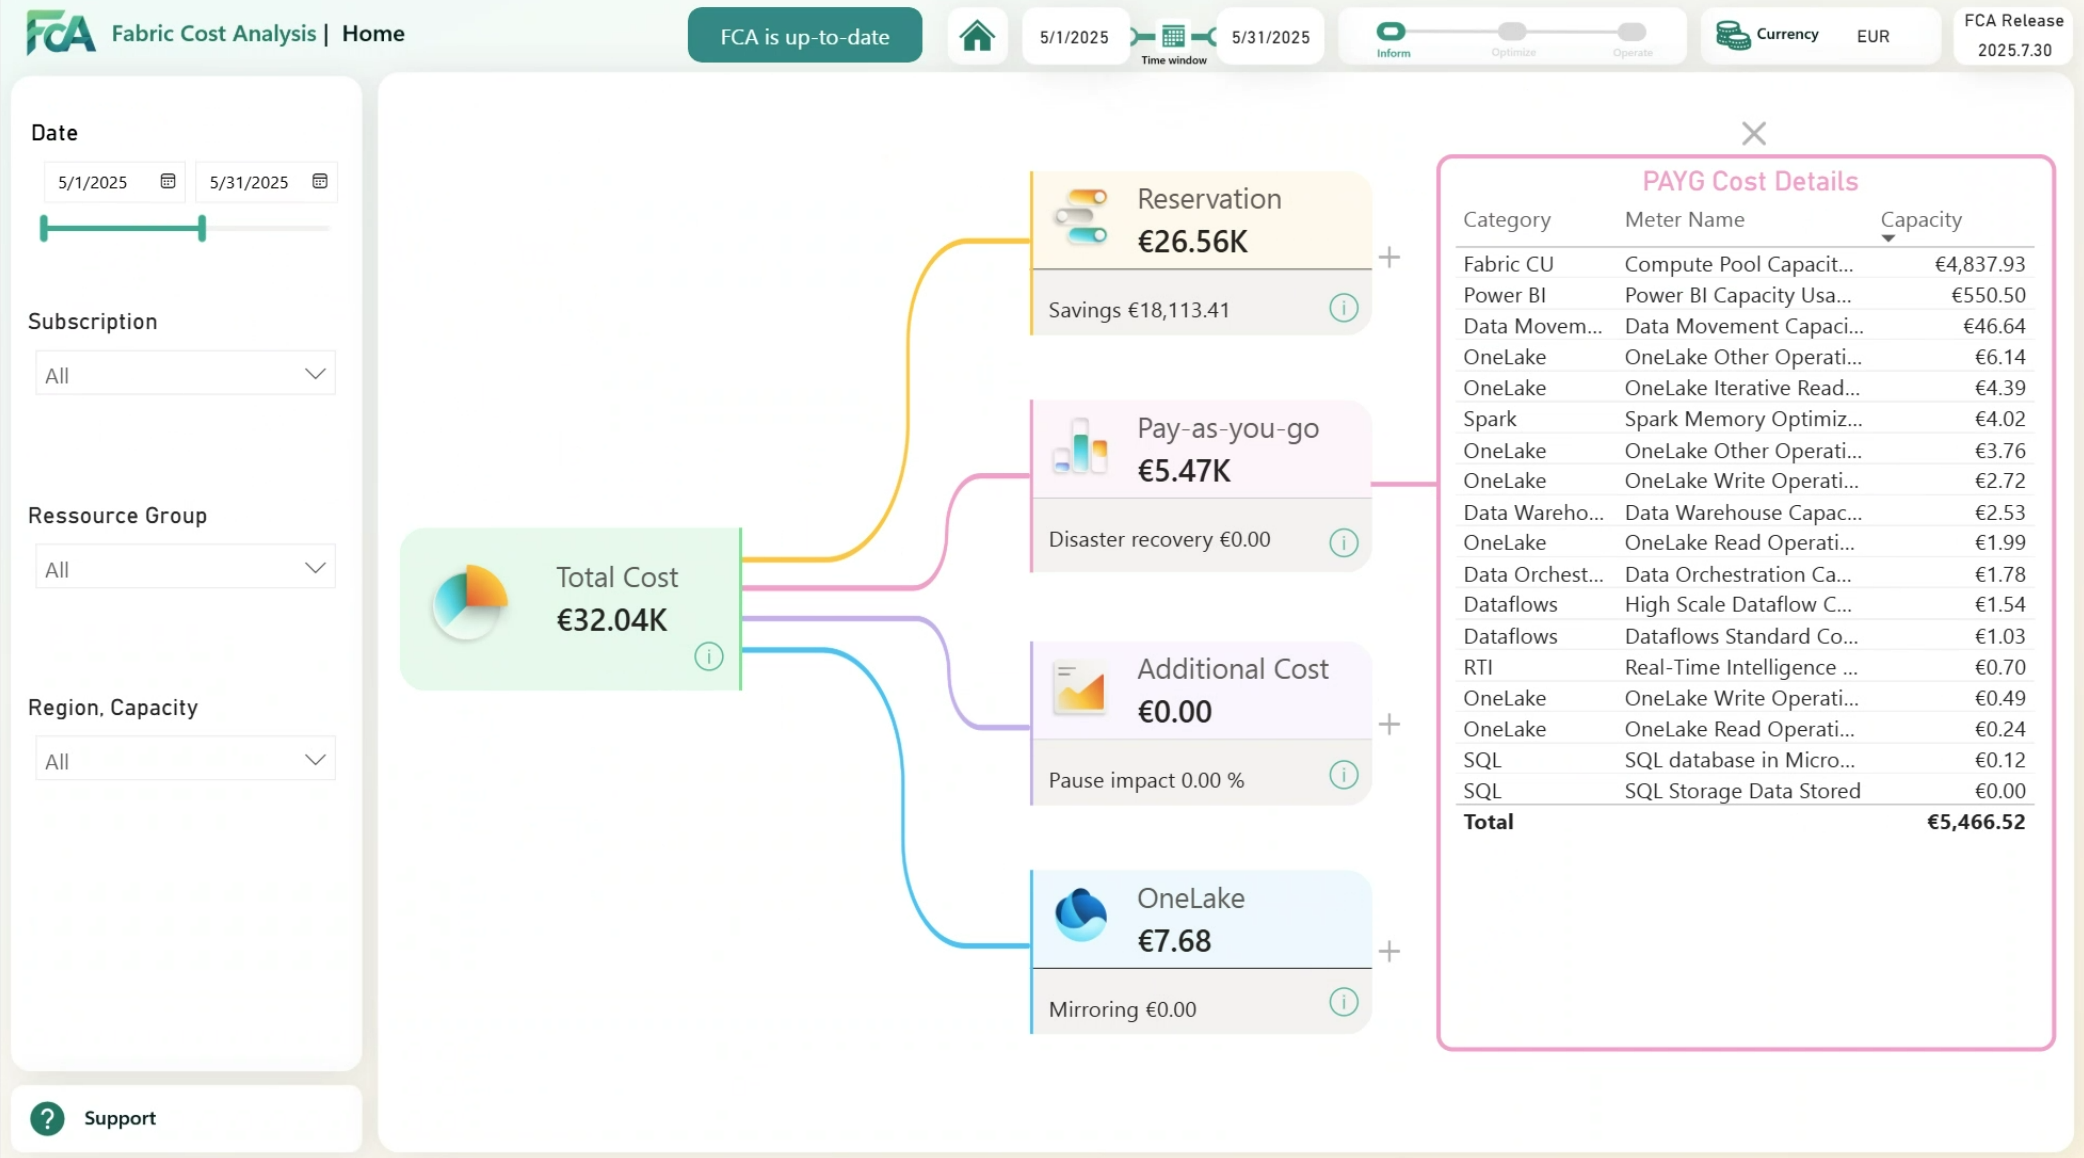 FCA Fabric Cost Analysis | Home
FCA is up-to-date
5/1/2025
Time window
5/31/2025
Inform
Optimize
Operate
Currency EUR
FCA Release
2025.7.30
Date
5/1/2025
5/31/2025
Subscription
All
Ressource Group
All
Region, Capacity
All
? Support
Total Cost
€32.04K
Reservation
€26.56K
Savings €18,113.41
Pay-as-you-go
€5.47K
Disaster recovery €0.00
Additional Cost
€0.00
Pause impact 0.00 %
OneLake
€7.68
Mirroring €0.00
PAYG Cost Details
Category Meter Name Capacity
Fabric CU Compute Pool Capacit... €4,837.93
Power BI Power BI Capacity Usa... €550.50
Data Movem... Data Movement Capaci... €46.64
OneLake OneLake Other Operati... €6.14
OneLake OneLake Iterative Read... €4.39
Spark Spark Memory Optimiz... €4.02
OneLake OneLake Other Operati... €3.76
OneLake OneLake Write Operati... €2.72
Data Wareho... Data Warehouse Capac... €2.53
OneLake OneLake Read Operati... €1.99
Data Orchest... Data Orchestration Ca... €1.78
Dataflows High Scale Dataflow C... €1.54
Dataflows Dataflows Standard Co... €1.03
RTI Real-Time Intelligence ... €0.70
OneLake OneLake Write Operati... €0.49
OneLake OneLake Read Operati... €0.24
SQL SQL database in Micro... €0.12
SQL SQL Storage Data Stored €0.00
Total €5,466.52